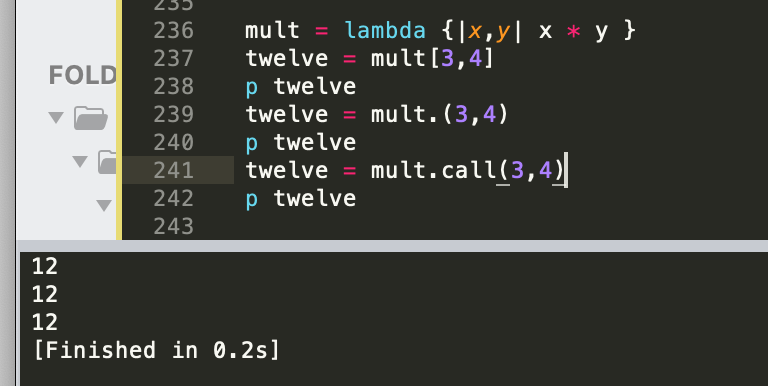 235
FOLD
236 mult = lambda {|x,y| x * y }
237 twelve = mult[3,4]
238 p twelve
239 twelve = mult.(3,4)
240 p twelve
241 twelve = mult.call(3,4)
242 p twelve
243
12
12
12
[Finished in 0.2s]